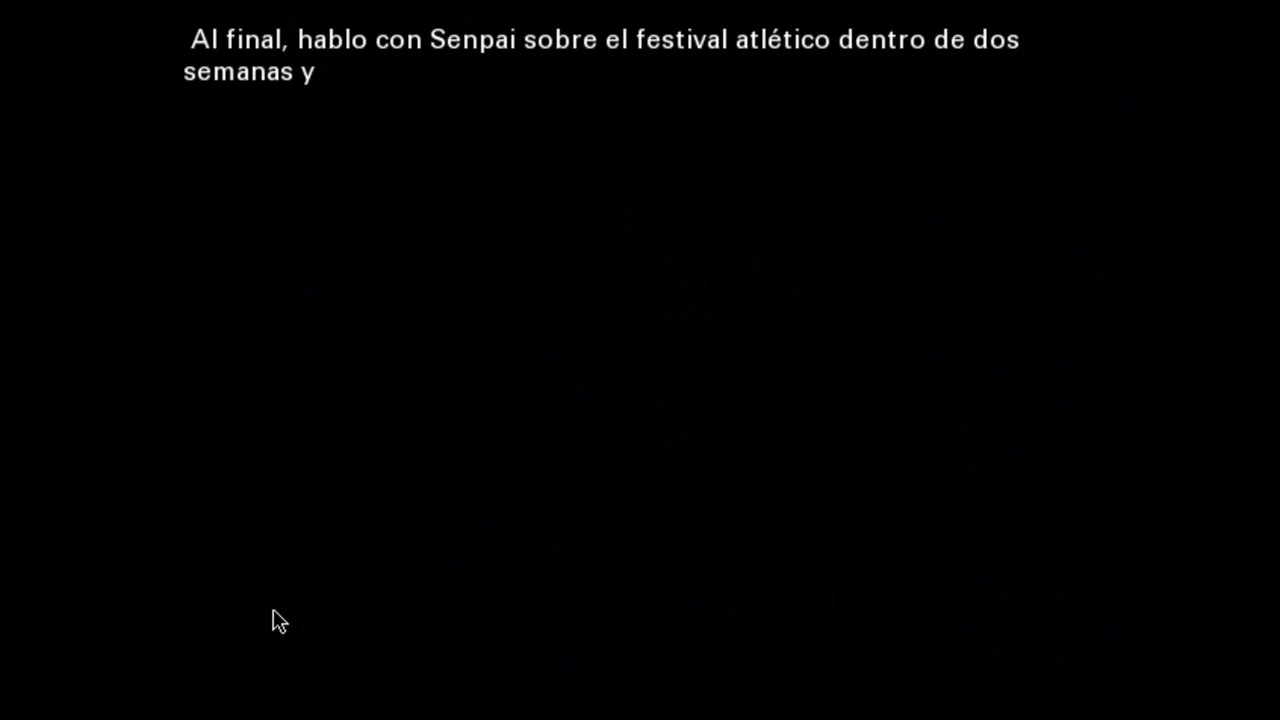 Al final, hablo con Senpai sobre el festival atlético dentro de dos
semanas y